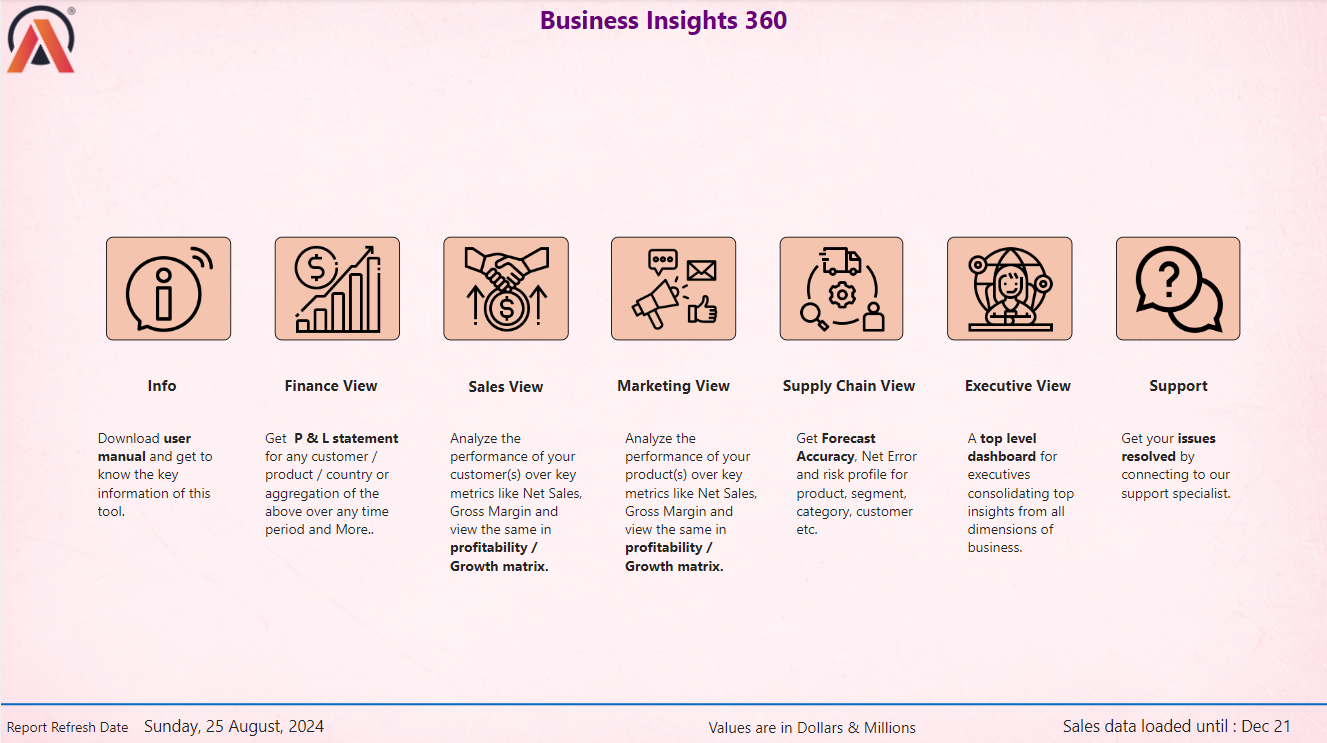 ®
Business Insights 360
Info
Download user
manual and get to
know the key
information of this
tool.
Finance View
Get P & L statement
for any customer /
product / country or
aggregation of the
above over any time
period and More..
Sales View
Analyze the
performance of your
customer(s) over key
metrics like Net Sales,
Gross Margin and
view the same in
profitability /
Growth matrix.
Marketing View
Analyze the
performance of your
product(s) over key
metrics like Net Sales,
Gross Margin and
view the same in
profitability /
Growth matrix.
Supply Chain View
Get Forecast
Accuracy, Net Error
and risk profile for
product, segment,
category, customer
etc.
Executive View
A top level
dashboard for
executives
consolidating top
insights from all
dimensions of
business.
Support
Get your issues
resolved by
connecting to our
support specialist.
Report Refresh Date Sunday, 25 August, 2024
Values are in Dollars & Millions
Sales data loaded until : Dec 21